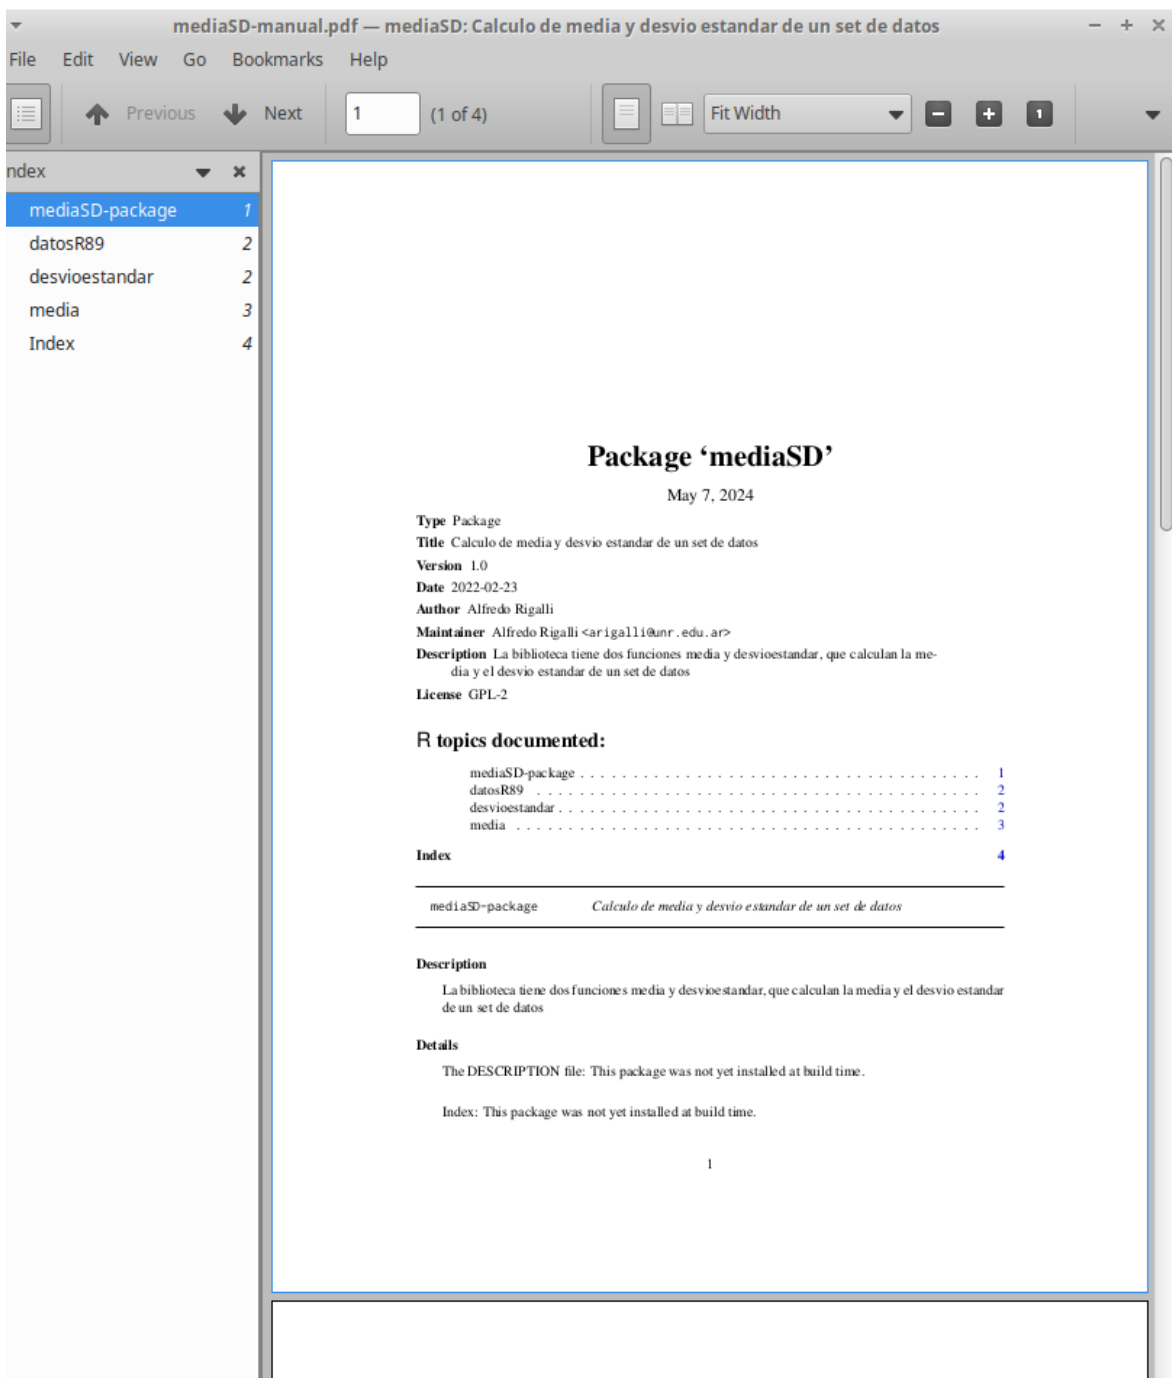 mediaSD-manual.pdf — mediaSD: Calculo de media y desvio estandar de un set de datos
File Edit View Go Bookmarks Help
Previous Next 1 (1 of 4) Fit Width 1
ndex
mediaSD-package 1
datosR89 2
desvioestandar 2
media 3
Index 4
Package ‘mediaSD’
May 7, 2024
Type Package
Title Calculo de media y desvio estandar de un set de datos
Version 1.0
Date 2022-02-23
Author Alfredo Rigalli
Maintainer Alfredo Rigalli <arigalli@unr.edu.ar>
Description La biblioteca tiene dos funciones media y desvioestandar, que calculan la me-
dia y el desvio estandar de un set de datos
License GPL-2
R topics documented:
mediaSD-package . . . . . . . . . . . . . . . . . . . . . . . . . . . . . . . . . . . . . . 1
datosR89 . . . . . . . . . . . . . . . . . . . . . . . . . . . . . . . . . . . . . . . . . . 2
desvioestandar . . . . . . . . . . . . . . . . . . . . . . . . . . . . . . . . . . . . . . . . 2
media . . . . . . . . . . . . . . . . . . . . . . . . . . . . . . . . . . . . . . . . . . . . 3
Index 4
mediaSD-package Calculo de media y desvio estandar de un set de datos
Description
La biblioteca tiene dos funciones media y desvioestandar, que calculan la media y el desvio estandar
de un set de datos
Details
The DESCRIPTION file: This package was not yet installed at build time.
Index: This package was not yet installed at build time.
1